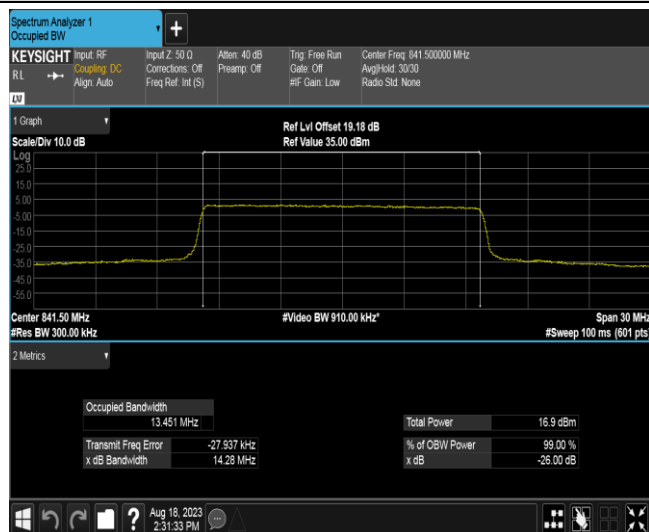 Spectrum Analyzer 1
Occupied BW
+
KEYSIGHT
RL
LXI
Input: RF
Coupling: DC
Align: Auto
Input Z: 50 Ω
Corrections: Off
Freq Ref: Int (S)
Atten: 40 dB
Preamp: Off
Trig: Free Run
Gate: Off
#IF Gain: Low
Center Freq: 841.500000 MHz
Avg|Hold: 30/30
Radio Std: None
1 Graph
Scale/Div 10.0 dB
Ref Lvl Offset 19.18 dB
Ref Value 35.00 dBm
Log
25.0
15.0
5.00
-5.00
-15.0
-25.0
-35.0
-45.0
-55.0
Center 841.50 MHz
#Video BW 910.00 kHz*
Span 30 MHz
#Res BW 300.00 kHz
#Sweep 100 ms (601 pts)
2 Metrics
Occupied Bandwidth
13.451 MHz
Total Power 16.9 dBm
Transmit Freq Error -27.937 kHz
% of OBW Power 99.00 %
x dB Bandwidth 14.28 MHz
x dB -26.00 dB
?
Aug 18, 2023
2:31:33 PM